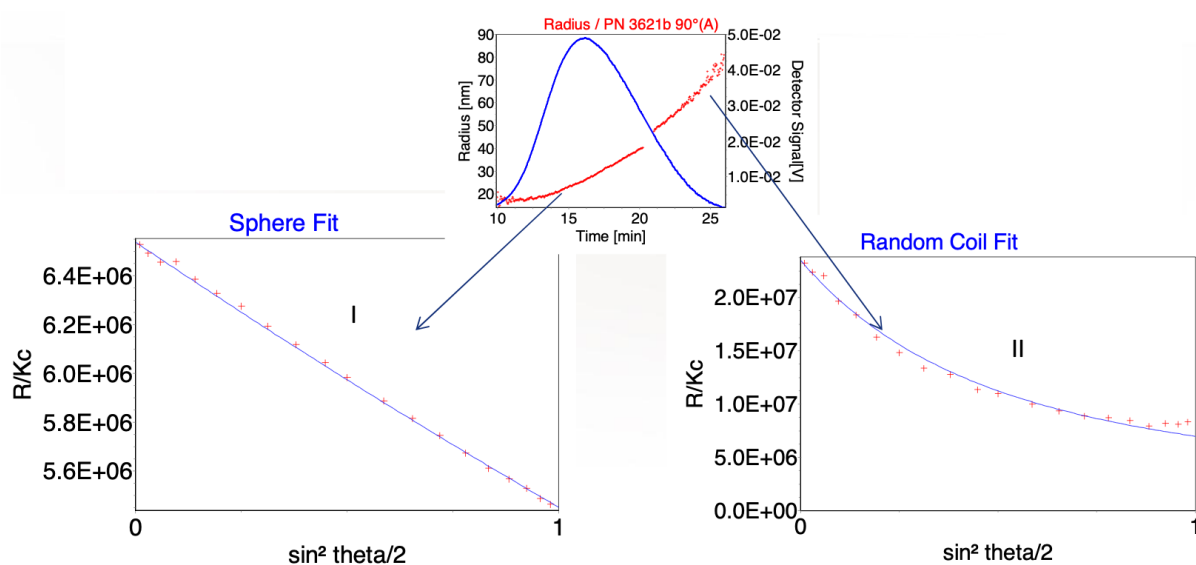 Radius / PN 3621b 90°(A)
90
80
70
60
50
40
30
20
Radius [nm]
5.0E-02
4.0E-02
3.0E-02
2.0E-02
1.0E-02
Detector Signal[V]
10
15
20
25
Time [min]
Sphere Fit
I
6.4E+06
6.2E+06
6.0E+06
5.8E+06
5.6E+06
R/Kc
0
1
sin² theta/2
Random Coil Fit
II
2.0E+07
1.5E+07
1.0E+07
5.0E+06
0.0E+00
R/Kc
0
1
sin² theta/2